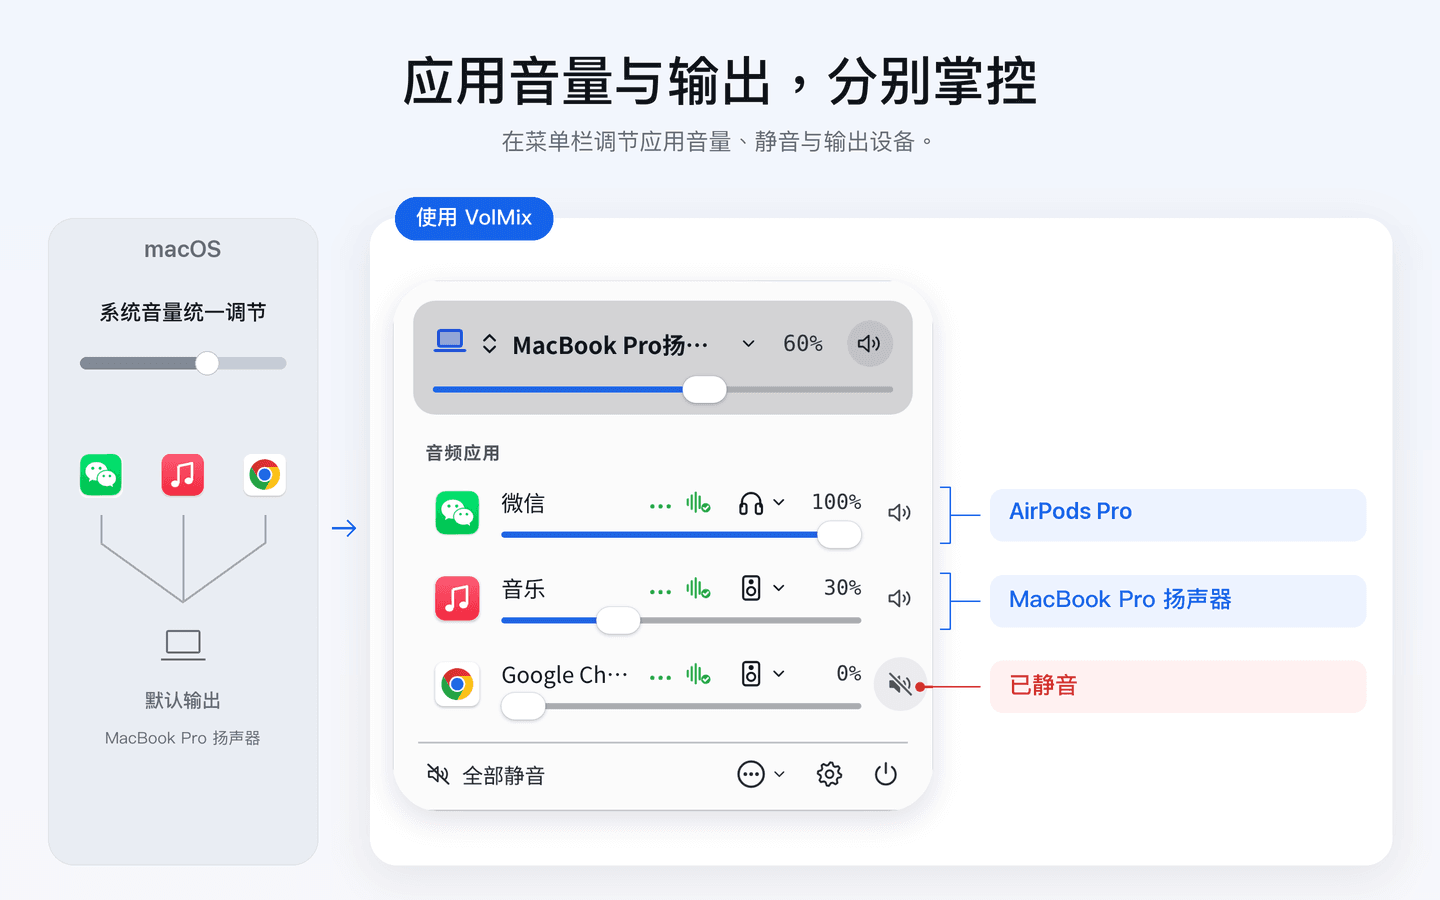 应用音量与输出，分别掌控
在菜单栏调节应用音量、静音与输出设备。
macOS
系统音量统一调节
默认输出
MacBook Pro 扬声器
使用 VolMix
MacBook Pro扬…
60%
音频应用
微信
100%
AirPods Pro
音乐
30%
MacBook Pro 扬声器
Google Ch…
0%
已静音
全部静音